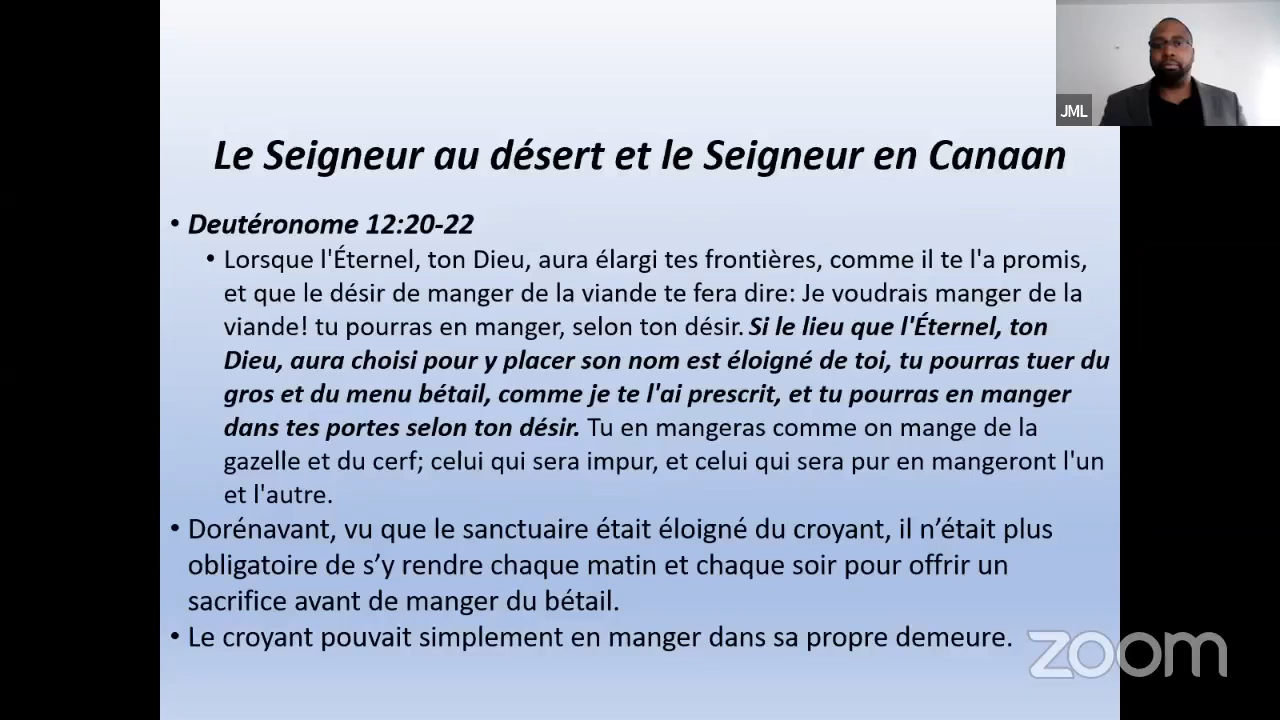 JML
Le Seigneur au désert et le Seigneur en Canaan
• Deutéronome 12:20-22
• Lorsque l'Éternel, ton Dieu, aura élargi tes frontières, comme il te l'a promis,
et que le désir de manger de la viande te fera dire: Je voudrais manger de la
viande! tu pourras en manger, selon ton désir. Si le lieu que l'Éternel, ton
Dieu, aura choisi pour y placer son nom est éloigné de toi, tu pourras tuer du
gros et du menu bétail, comme je te l'ai prescrit, et tu pourras en manger
dans tes portes selon ton désir. Tu en mangeras comme on mange de la
gazelle et du cerf; celui qui sera impur, et celui qui sera pur en mangeront l'un
et l'autre.
• Dorénavant, vu que le sanctuaire était éloigné du croyant, il n’était plus
obligatoire de s’y rendre chaque matin et chaque soir pour offrir un
sacrifice avant de manger du bétail.
• Le croyant pouvait simplement en manger dans sa propre demeure.
zoom